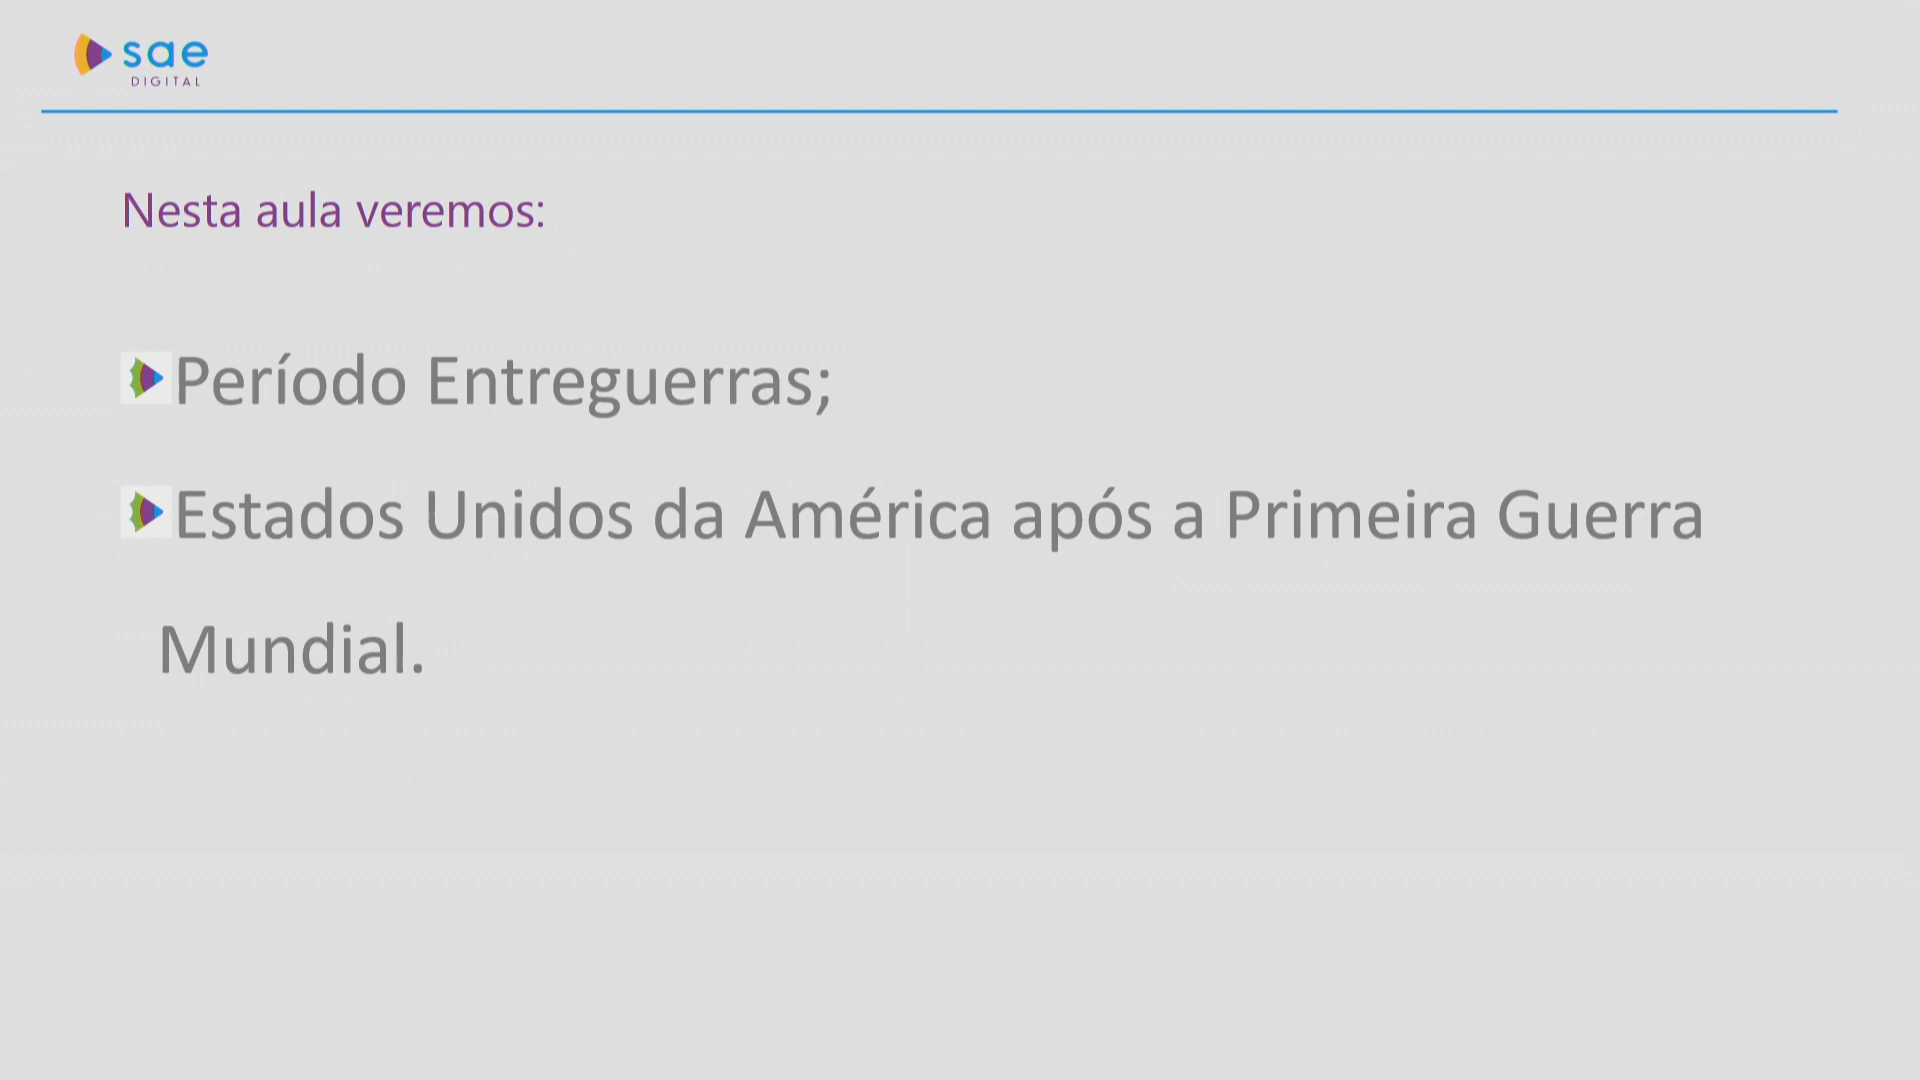 sae
DIGITAL
Nesta aula veremos:
Período Entreguerras;
Estados Unidos da América após a Primeira Guerra
Mundial.